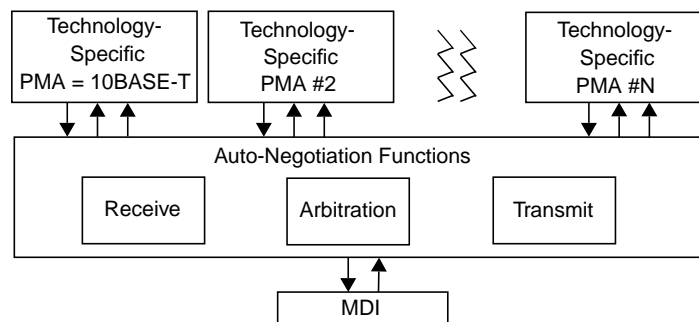 Technology-
Specific
PMA = 10BASE-T
Technology-
Specific
PMA #2
Technology-
Specific
PMA #N
Auto-Negotiation Functions
Receive
Arbitration
Transmit
MDI